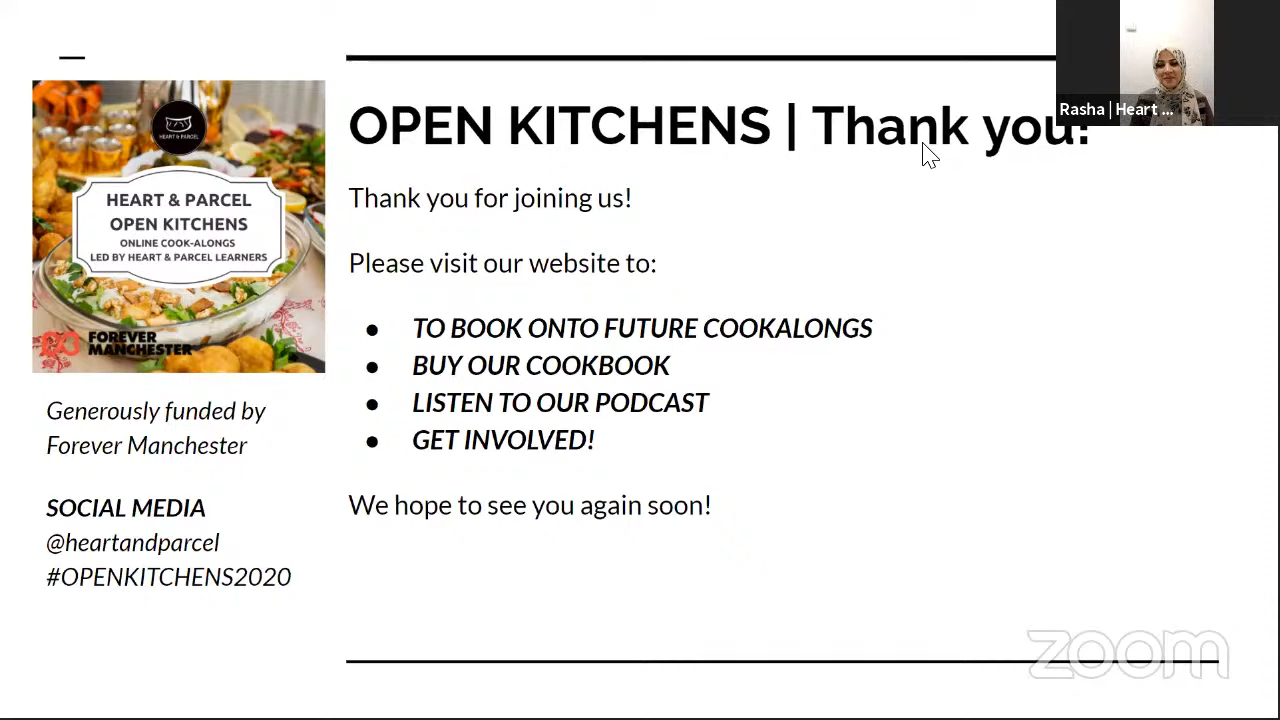 HEART & PARCEL
HEART & PARCEL
OPEN KITCHENS
ONLINE COOK-ALONGS
LED BY HEART & PARCEL LEARNERS
FOREVER
MANCHESTER
Generously funded by
Forever Manchester
SOCIAL MEDIA
@heartandparcel
#OPENKITCHENS2020
OPEN KITCHENS | Thank you!
Thank you for joining us!
Please visit our website to:
● TO BOOK ONTO FUTURE COOKALONGS
● BUY OUR COOKBOOK
● LISTEN TO OUR PODCAST
● GET INVOLVED!
We hope to see you again soon!
Rasha | Heart ...
zoom